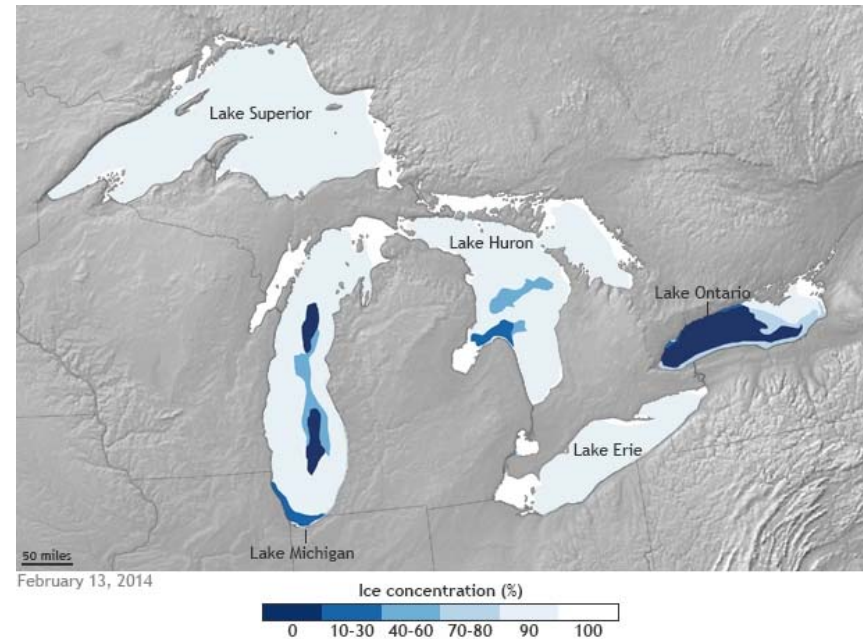 Lake Superior
Lake Huron
Lake Ontario
Lake Erie
Lake Michigan
50 miles
February 13, 2014
Ice concentration (%)
0 10-30 40-60 70-80 90 100